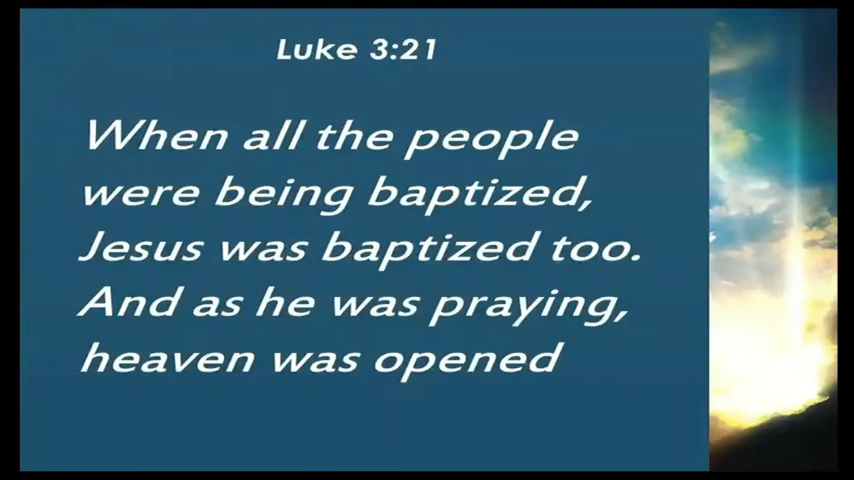 Luke 3:21
When all the people
were being baptized,
Jesus was baptized too.
And as he was praying,
heaven was opened